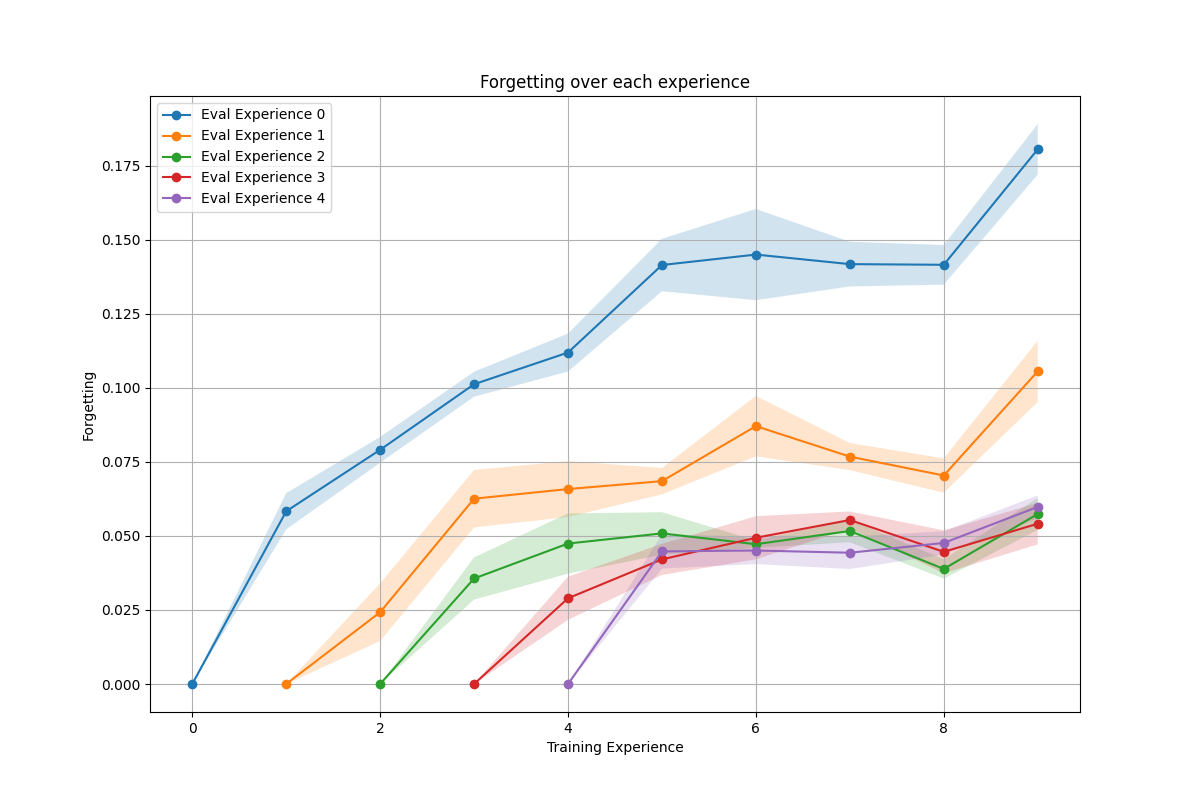 Forgetting over each experience
Eval Experience 0
Eval Experience 1
Eval Experience 2
Eval Experience 3
Eval Experience 4
0.175
0.150
0.125
0.100
0.075
0.050
0.025
0.000
Forgetting
0 2 4 6 8
Training Experience